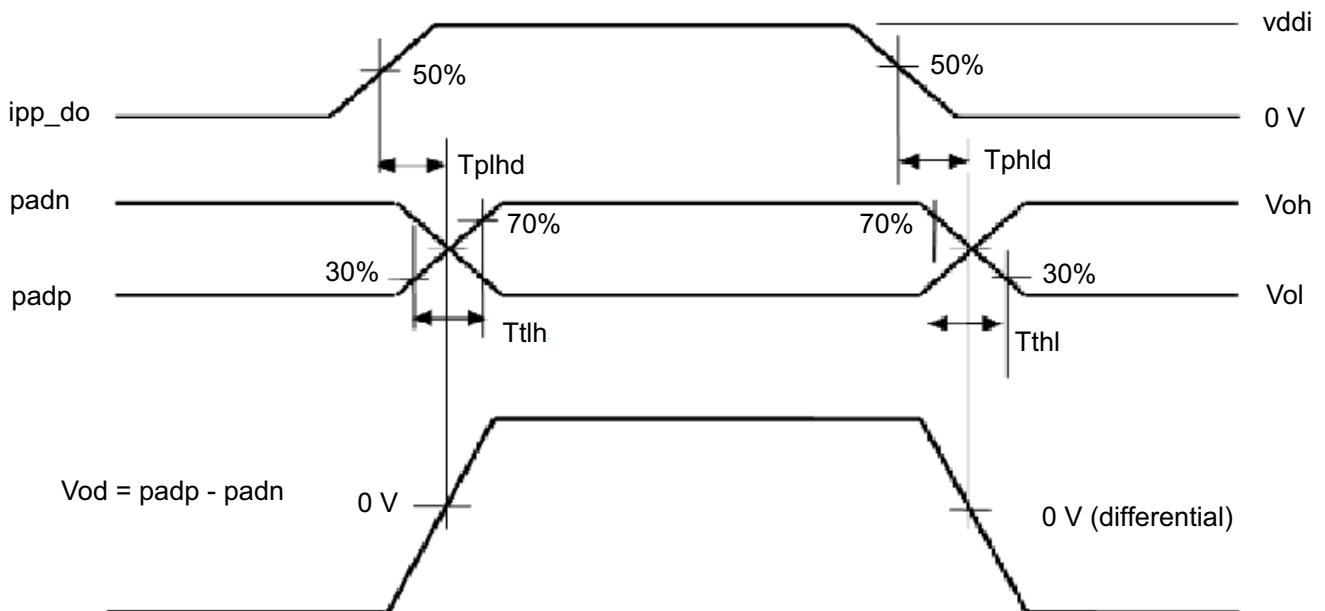 vddi
50%
50%
ipp_do
0 V
Tplhd
Tphld
padn
Voh
70%
70%
30%
30%
padp
Vol
Ttlh
Tthl
Vod = padp - padn
0 V
0 V (differential)